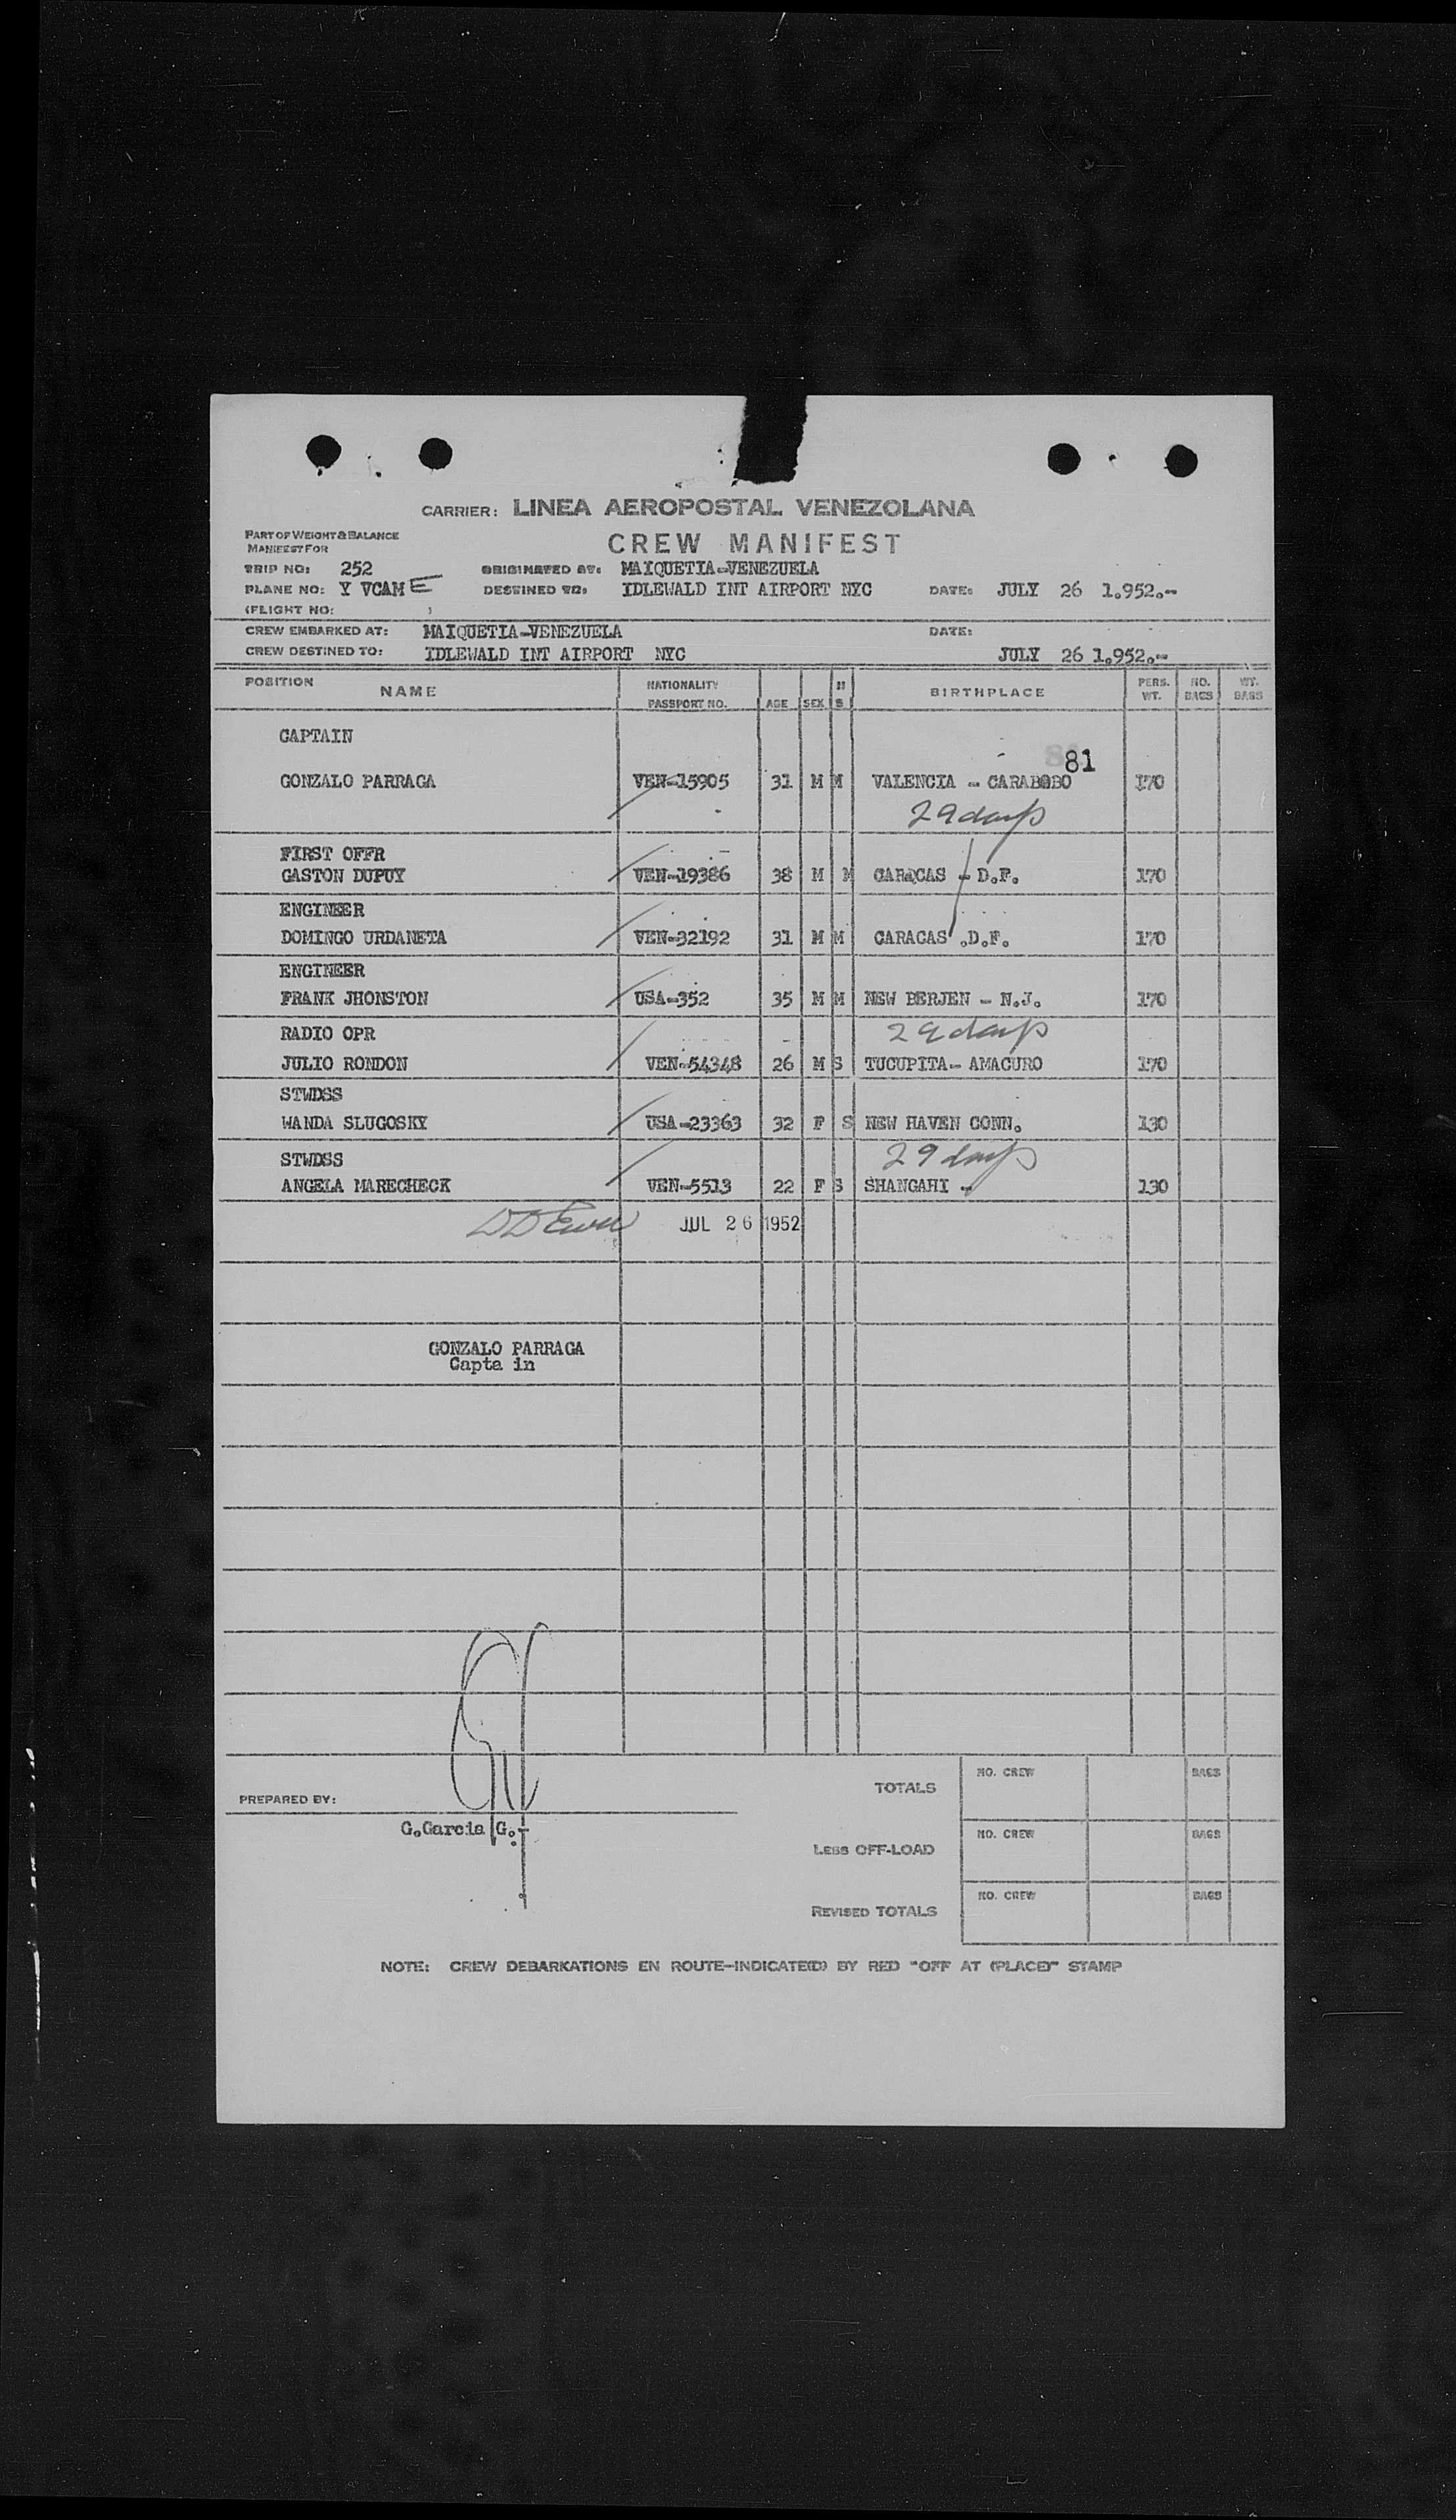 CARRIER: LINEA AEROPOSTAL VENEZOLANA
PART OF WEIGHT & BALANCE
MANIFEST FOR
CREW MANIFEST
TRIP NO: 252 ORIGINATED AT: MAIQUETIA-VENEZUELA
PLANE NO: Y VCAM E DESTINED TO: IDLEWALD INT AIRPORT NYC DATE: JULY 26 1.952.-
(FLIGHT NO: )
CREW EMBARKED AT: MAIQUETIA-VENEZUELA DATE:
CREW DESTINED TO: IDLEWALD INT AIRPORT NYC JULY 26 1.952.-
POSITION NAME NATIONALITY PASSPORT NO. AGE SEX M S BIRTHPLACE PERS. WT. NO. BAGS WT. BAGS
CAPTAIN
81
GONZALO PARRAGA VEN-15905 31 M M VALENCIA - CARABOBO 170
29 days
FIRST OFFR
GASTON DUPUY VEN-19386 38 M M CARACAS - D.F. 170
ENGINEER
DOMINGO URDANETA VEN-32192 31 M M CARACAS .D.F. 170
ENGINEER
FRANK JHONSTON USA-352 35 M M NEW BERJEN - N.J. 170
RADIO OPR 29 days
JULIO RONDON VEN-54348 26 M S TUCUPITA- AMACURO 170
STWDSS
WANDA SLUGOSKY USA-23363 32 F S NEW HAVEN CONN. 130
STWDSS 29 days
ANGELA MARECHECK VEN-5513 22 F S SHANGAHI - 130
JUL 26 1952
GONZALO PARRAGA
Capta in
PREPARED BY:
G.Garcia G.-
TOTALS NO. CREW BAGS
LESS OFF-LOAD NO. CREW BAGS
REVISED TOTALS NO. CREW BAGS
NOTE: CREW DEBARKATIONS EN ROUTE-INDICATE(D) BY RED "OFF AT (PLACE)" STAMP